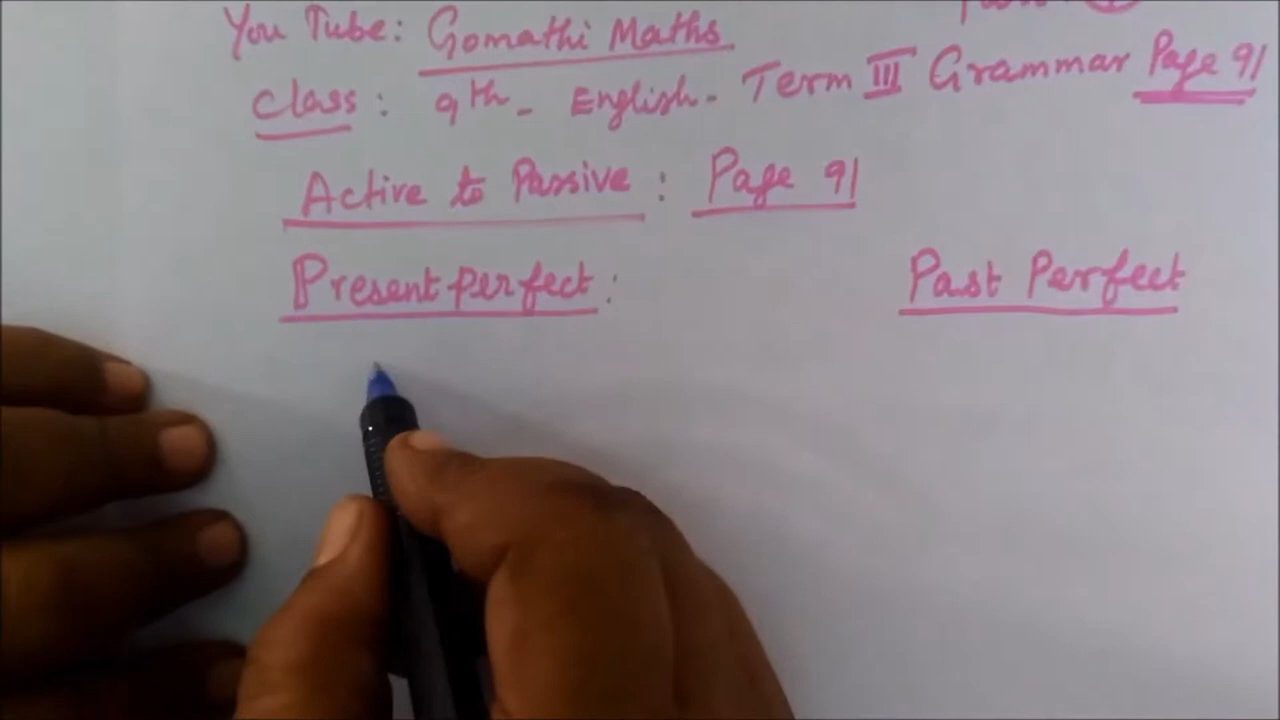 You Tube: Gomathi Maths
Class: 9th - English - Term III Grammar Page 91
Active to Passive: Page 91
Present perfect:
Past Perfect